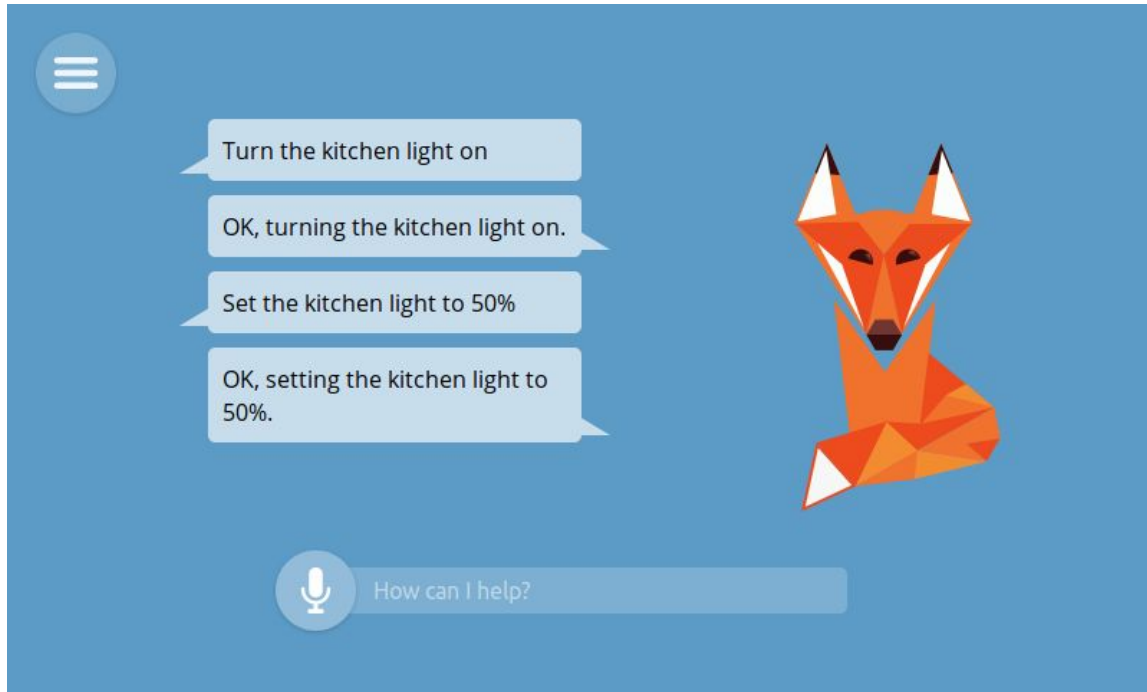 Turn the kitchen light on
OK, turning the kitchen light on.
Set the kitchen light to 50%
OK, setting the kitchen light to
50%.
How can I help?